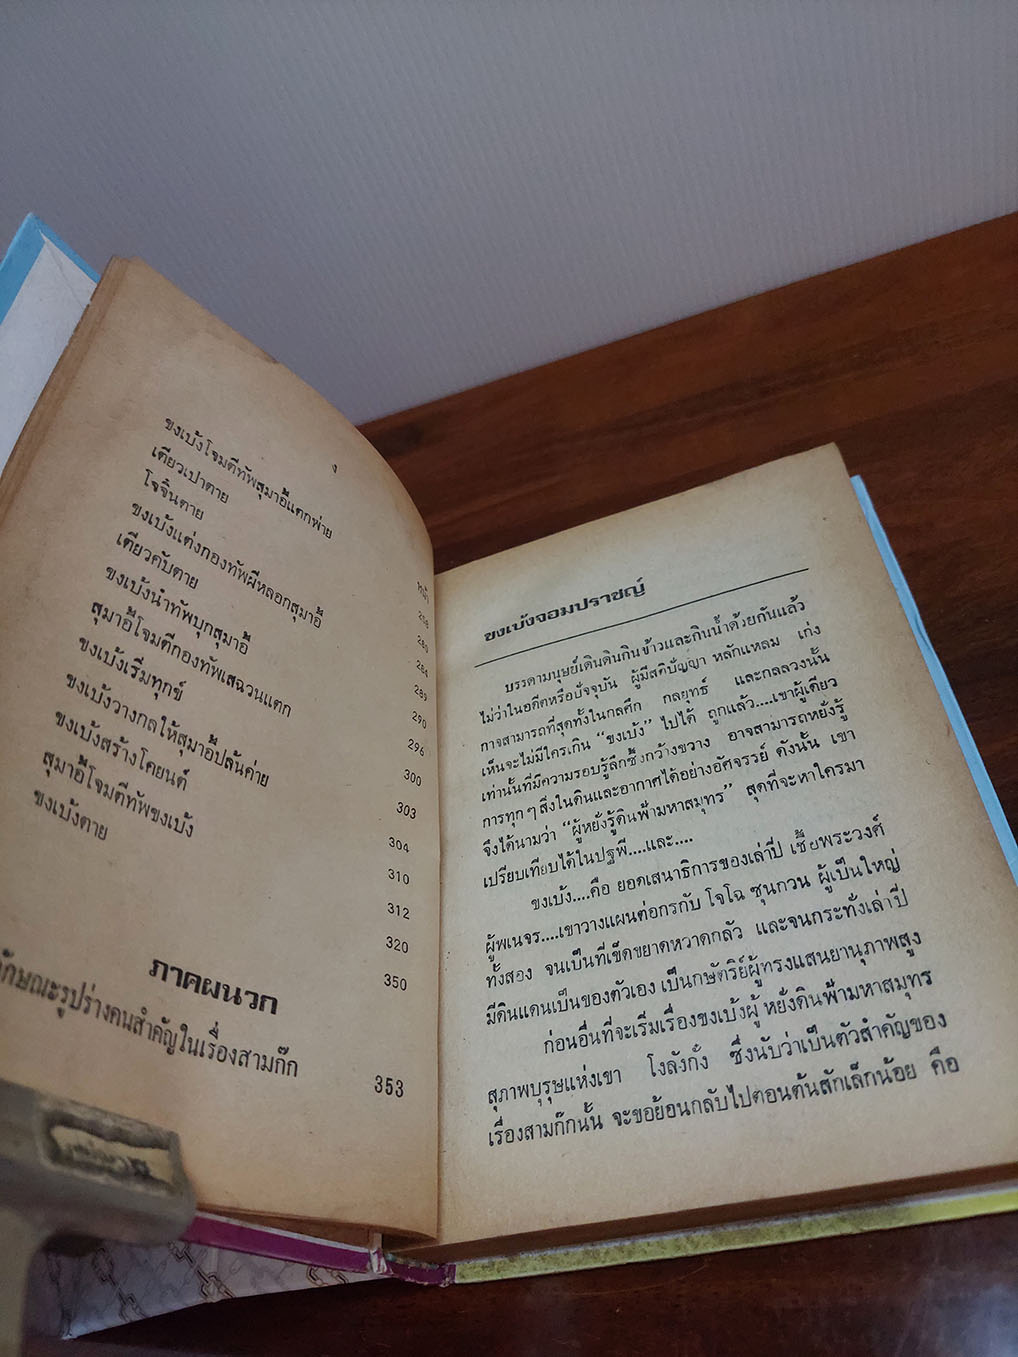 ง
หน้า
ขงเบ้งโจมตีทัพสุมาอี้แตกพ่าย 258
เตียวเปาตาย 280
โจจิ๋นตาย 284
ขงเบ้งแต่งกองทัพผีหลอกสุมาอี้ 289
เตียวคับตาย 290
ขงเบ้งนำทัพบุกสุมาอี้ 296
สุมาอี้โจมตีกองทัพเสฉวนแตก 300
ขงเบ้งเริ่มทุกข์ 303
ขงเบ้งวางกลให้สุมาอี้ปล้นค่าย 304
ขงเบ้งสร้างโคยนต์ 310
สุมาอี้โจมตีทัพขงเบ้ง 312
ขงเบ้งตาย 320
350
ภาคผนวก
ลักษณะรูปร่างคนสำคัญในเรื่องสามก๊ก 353
ขงเบ้งจอมปราชญ์
บรรดามนุษย์เดินดินกินข้าวและกินน้ำด้วยกันแล้ว
ไม่ว่าในอดีตหรือปัจจุบัน ผู้มีสติปัญญา หลักแหลม เก่ง
กาจสามารถที่สุดทั้งในกลศึก กลยุทธ์ และกลลวงนั้น
เห็นจะไม่มีใครเกิน “ขงเบ้ง” ไปได้ ถูกแล้ว....เขาผู้เดียว
เท่านั้นที่มีความรอบรู้ลึกซึ้งกว้างขวาง อาจสามารถหยั่งรู้
การทุก ๆ สิ่งในดินและอากาศได้อย่างอัศจรรย์ ดังนั้น เขา
จึงได้นามว่า “ผู้หยั่งรู้ดินฟ้ามหาสมุทร” สุดที่จะหาใครมา
เปรียบเทียบได้ในปฐพี....และ....
ขงเบ้ง....คือ ยอดเสนาธิการของเล่าปี่ เชื้อพระวงศ์
ผู้พเนจร....เขาวางแผนต่อกรกับ โจโฉ ซุนกวน ผู้เป็นใหญ่
ทั้งสอง จนเป็นที่เข็ดขยาดหวาดกลัว และจนกระทั่งเล่าปี่
มีดินแดนเป็นของตัวเอง เป็นกษัตริย์ผู้ทรงแสนยานุภาพสูง
ก่อนอื่นที่จะเริ่มเรื่องขงเบ้งผู้หยั่งดินฟ้ามหาสมุทร
สุภาพบุรุษแห่งเขา โงลังกั๋ง ซึ่งนับว่าเป็นตัวสำคัญของ
เรื่องสามก๊กนั้น จะขอย้อนกลับไปตอนต้นสักเล็กน้อย คือ